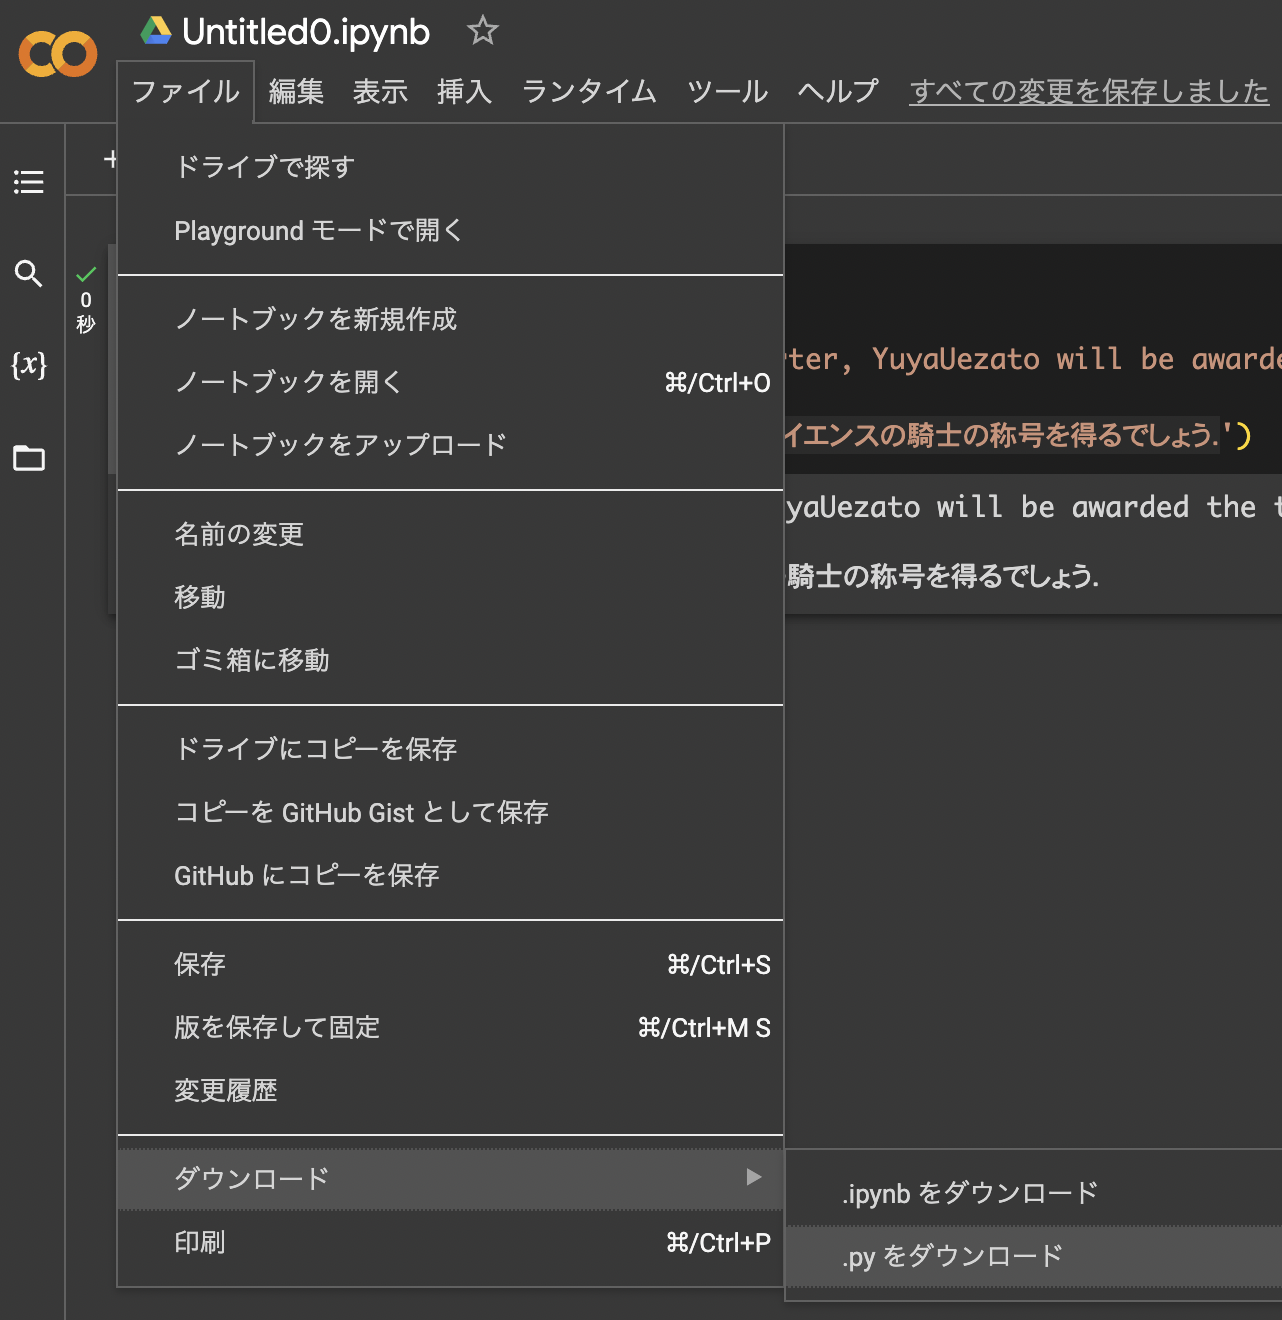 Untitled0.ipynb
ファイル 編集 表示 挿入 ランタイム ツール ヘルプ すべての変更を保存しました
+
ドライブで探す
Playground モードで開く
0
秒
{x}
ノートブックを新規作成
ノートブックを開く ⌘/Ctrl+O
ノートブックをアップロード
ter, YuyaUezato will be awarde
イエンスの騎士の称号を得るでしょう.')
yaUezato will be awarded the t
騎士の称号を得るでしょう.
名前の変更
移動
ゴミ箱に移動
ドライブにコピーを保存
コピーを GitHub Gist として保存
GitHub にコピーを保存
保存 ⌘/Ctrl+S
版を保存して固定 ⌘/Ctrl+M S
変更履歴
ダウンロード
印刷 ⌘/Ctrl+P
.ipynb をダウンロード
.py をダウンロード